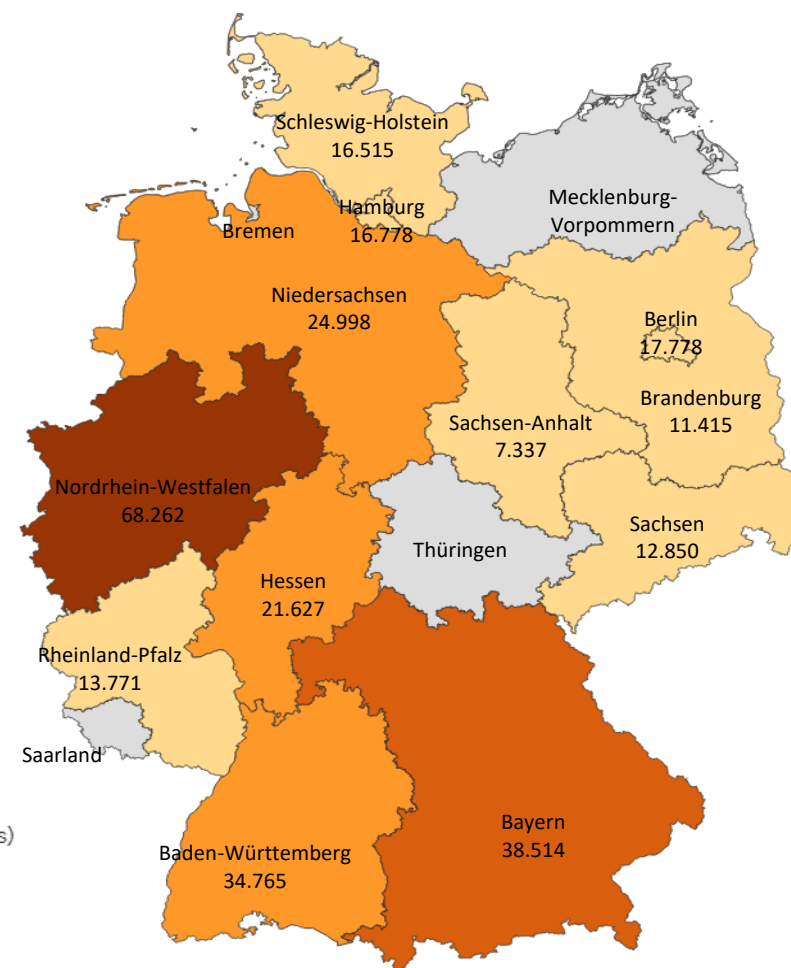 Schleswig-Holstein
16.515
Hamburg
16.778
Mecklenburg-
Vorpommern
Bremen
Niedersachsen
24.998
Berlin
17.778
Brandenburg
11.415
Sachsen-Anhalt
7.337
Nordrhein-Westfalen
68.262
Sachsen
12.850
Thüringen
Hessen
21.627
Rheinland-Pfalz
13.771
Saarland
s)
Bayern
38.514
Baden-Württemberg
34.765